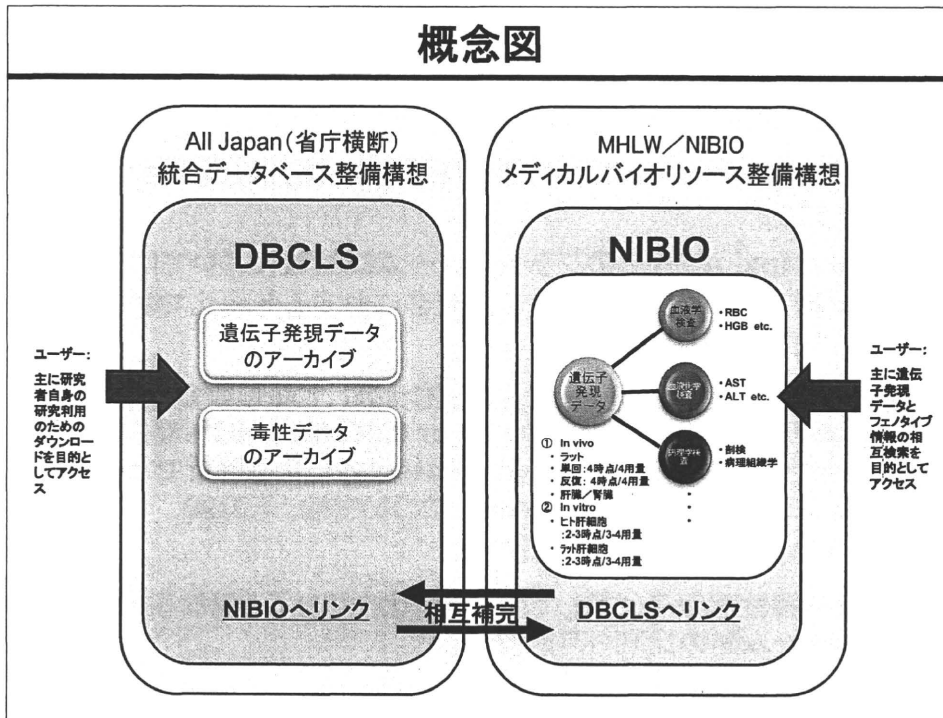 概念図
All Japan（省庁横断）
統合データベース整備構想
DBCLS
遺伝子発現データ
のアーカイブ
毒性データ
のアーカイブ
NIBIOへリンク
ユーザー：
主に研究
者自身の
研究利用
のための
ダウンロー
ドを目的と
してアクセ
ス
相互補完
MHLW／NIBIO
メディカルバイオリソース整備構想
NIBIO
遺伝子
発現
データ
血液学
検査
・RBC
・HGB etc.
・AST
・ALT etc.
・剖検
・病理組織学
① In vivo
・ラット
・単回：4時点/4用量
・反復：4時点/4用量
・肝臓／腎臓
② In vitro
・ヒト肝細胞
:2-3時点/3-4用量
・ラット肝細胞
:2-3時点/3-4用量
DBCLSへリンク
ユーザー：
主に遺伝
子発現
データと
フェノタイプ
情報の相
互検索を
目的として
アクセス